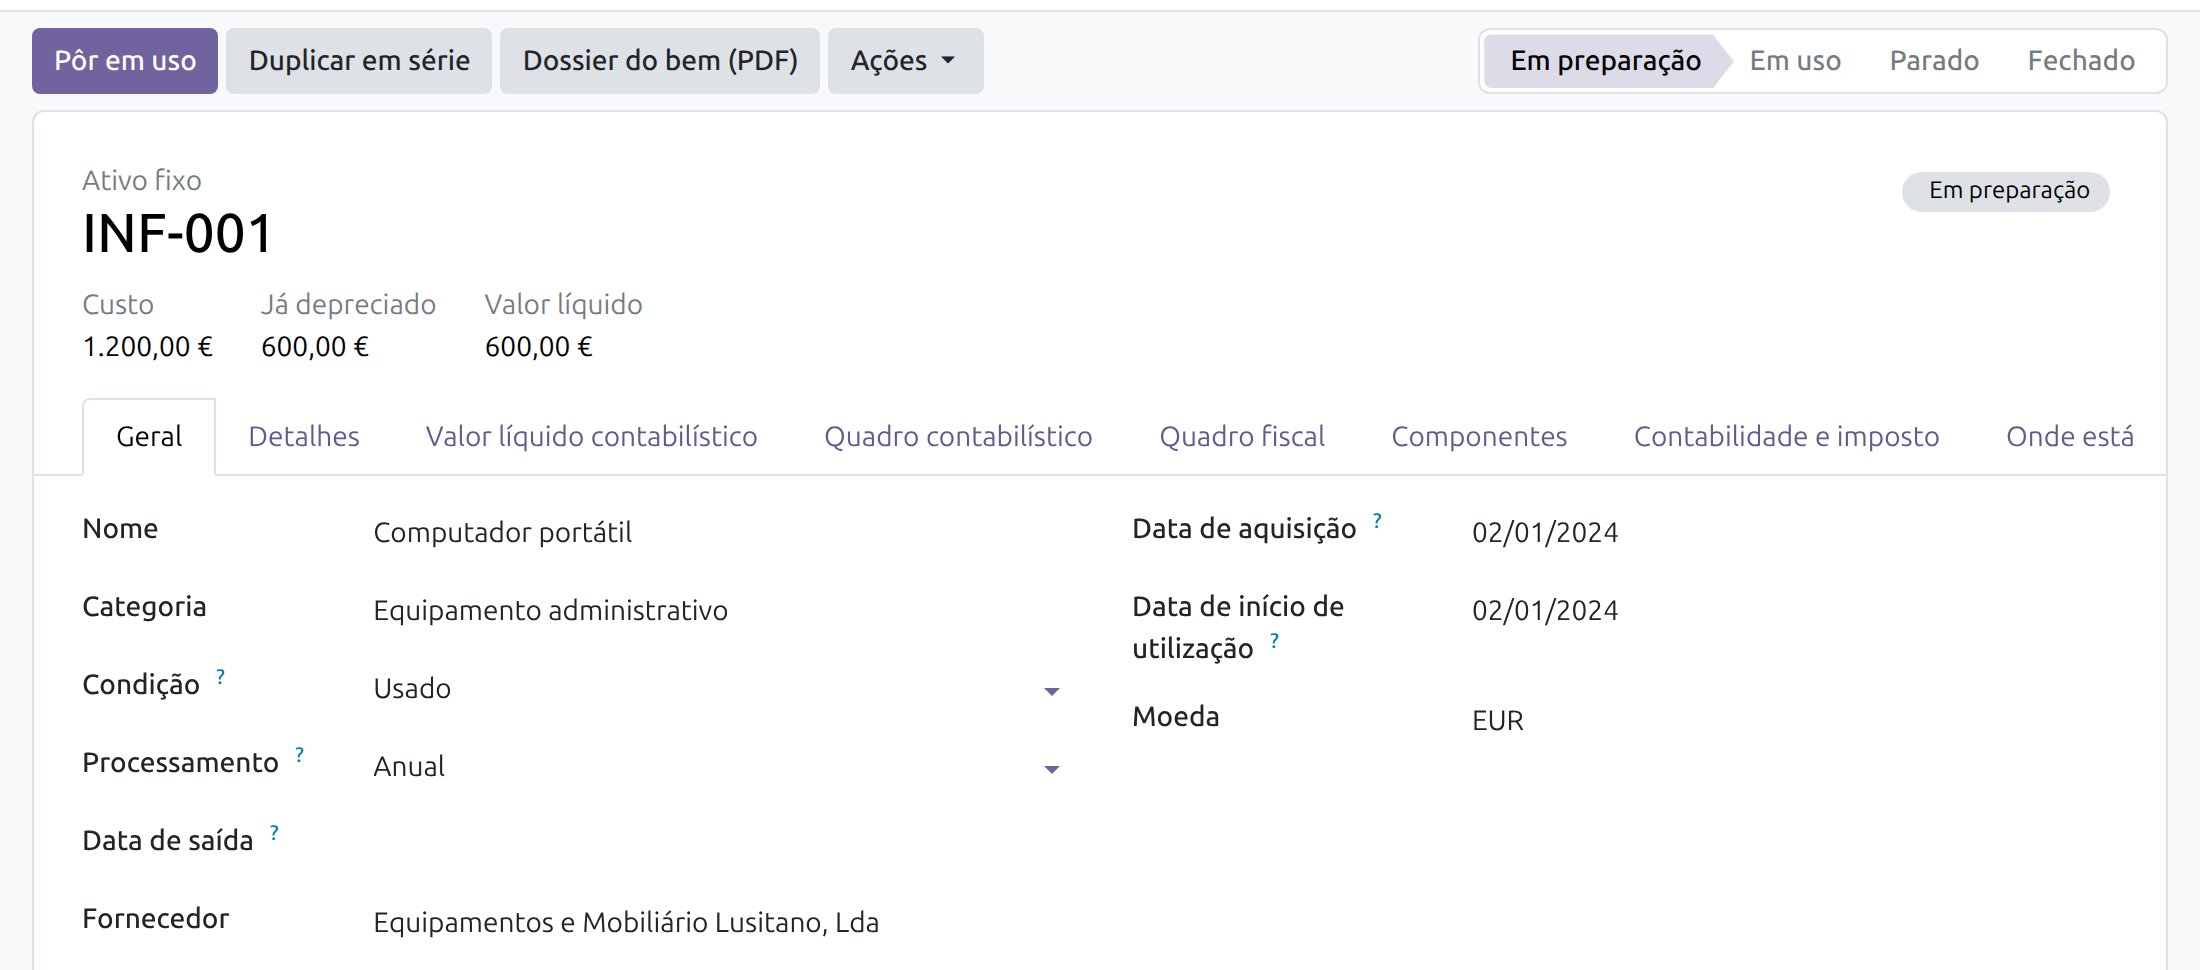 Pôr em uso Duplicar em série Dossier do bem (PDF) Ações Em preparação Em uso Parado Fechado
Ativo fixo
Em preparação
INF-001
Custo Já depreciado Valor líquido
1.200,00 € 600,00 € 600,00 €
Geral Detalhes Valor líquido contabilístico Quadro contabilístico Quadro fiscal Componentes Contabilidade e imposto Onde está
Nome Computador portátil
Categoria Equipamento administrativo
Condição ? Usado
Processamento ? Anual
Data de saída ?
Fornecedor Equipamentos e Mobiliário Lusitano, Lda
Data de aquisição ? 02/01/2024
Data de início de 02/01/2024
utilização ?
Moeda EUR